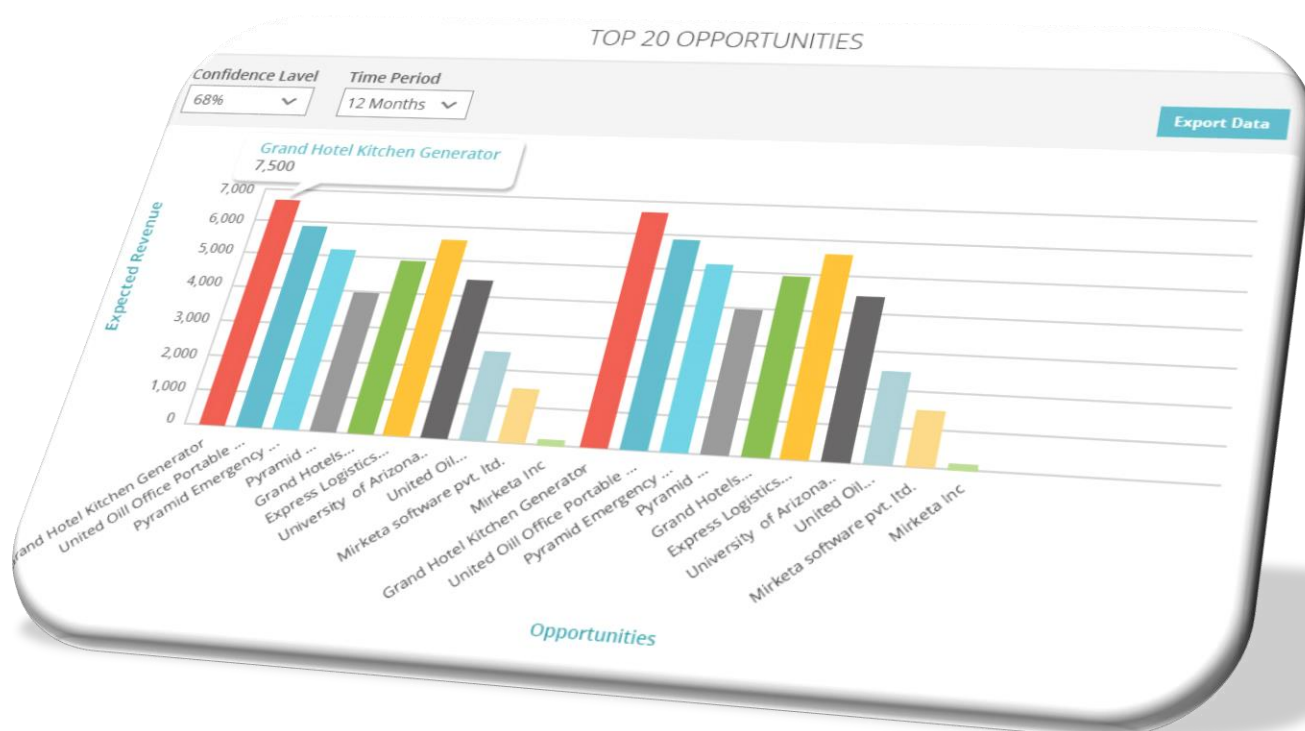 TOP 20 OPPORTUNITIES
Confidence Lavel
Time Period
68%
12 Months
Export Data
Grand Hotel Kitchen Generator
7,500
Expected Revenue
7,000
6,000
5,000
4,000
3,000
2,000
1,000
0
Grand Hotel Kitchen Generator
United Oill Office Portable ...
Pyramid Emergency ...
Pyramid ...
Grand Hotels...
Express Logistics...
University of Arizona..
United Oil...
Mirketa software pvt. ltd.
Mirketa Inc
Grand Hotel Kitchen Generator
United Oill Office Portable ...
Pyramid Emergency ...
Pyramid ...
Grand Hotels...
Express Logistics...
University of Arizona..
United Oil...
Mirketa software pvt. ltd.
Mirketa Inc
Opportunities